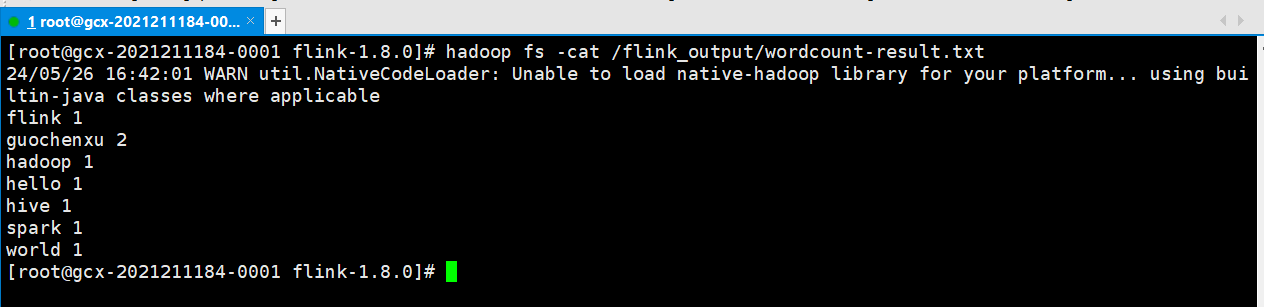 1 root@gcx-2021211184-00...
[root@gcx-2021211184-0001 flink-1.8.0]# hadoop fs -cat /flink_output/wordcount-result.txt
24/05/26 16:42:01 WARN util.NativeCodeLoader: Unable to load native-hadoop library for your platform... using bui
ltin-java classes where applicable
flink 1
guochenxu 2
hadoop 1
hello 1
hive 1
spark 1
world 1
[root@gcx-2021211184-0001 flink-1.8.0]#